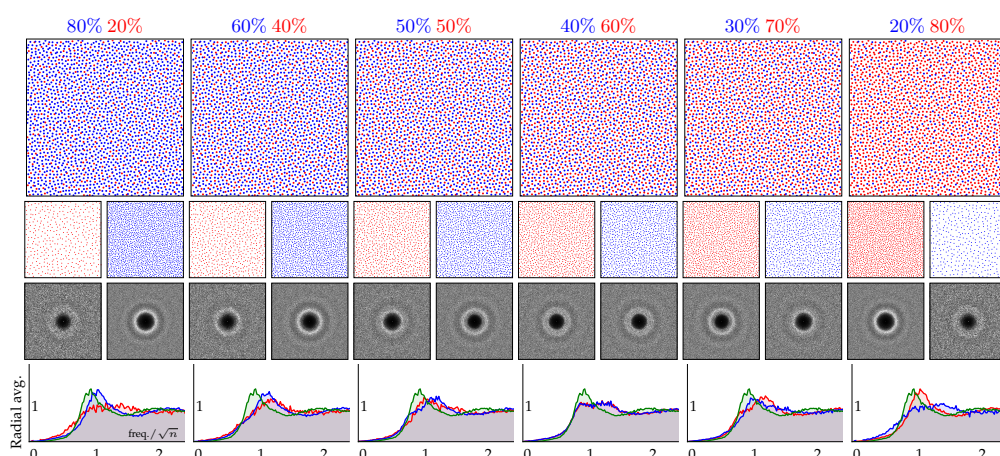 80% 20% 60% 40% 50% 50% 40% 60% 30% 70% 20% 80%
Radial avg.
1 1 1 1 1 1
freq./√n
0 1 2 0 1 2 0 1 2 0 1 2 0 1 2 0 1 2